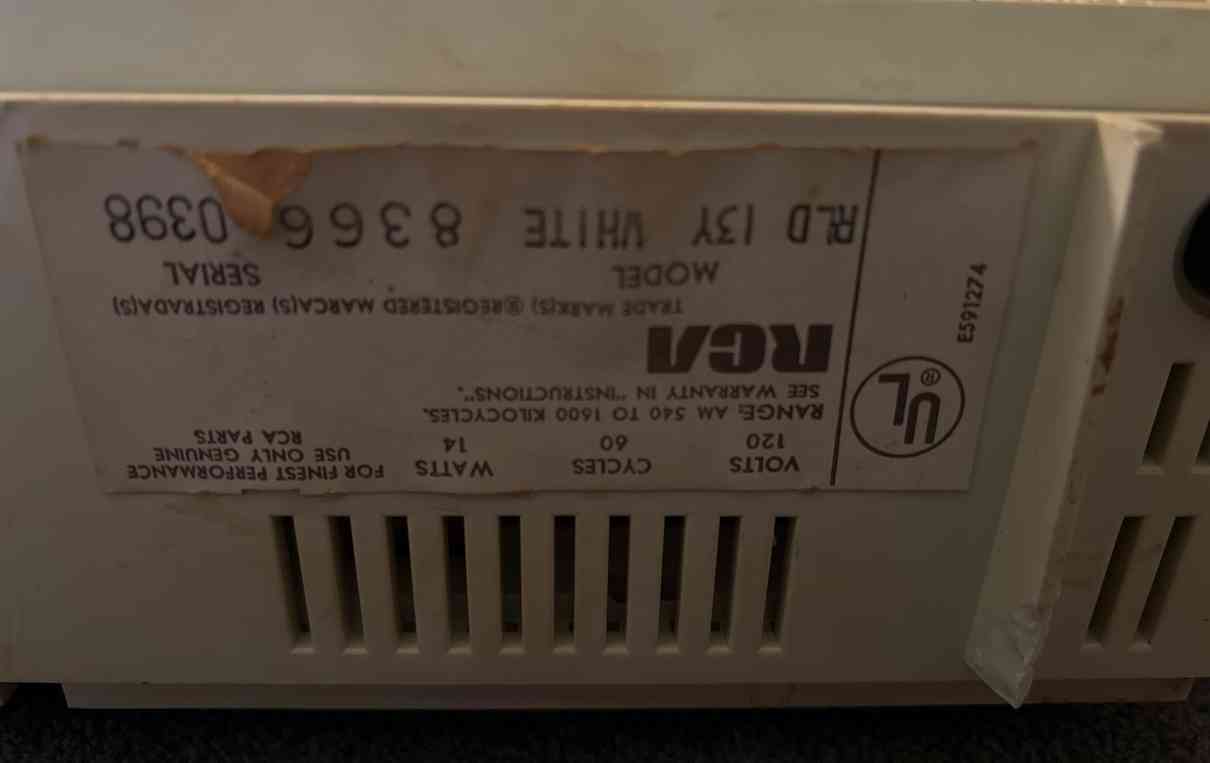 VOLTS CYCLES WATTS
120 60 14
FOR FINEST PERFORMANCE
USE ONLY GENUINE
RCA PARTS
RANGE: AM 540 TO 1600 KILOCYCLES.
SEE WARRANTY IN "INSTRUCTIONS".
RCA
TRADE MARK(S) ® REGISTERED MARCA(S) REGISTRADA(S)
MODEL SERIAL
RLD 13Y WHITE 8366 0398
UL®
E591274